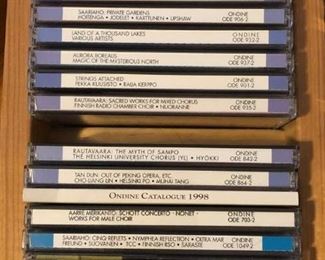 SAARIAHO: PRIVATE GARDENS
HOITENGA • JODELET • KARTTUNEN • UPSHAW
ONDINE
ODE 906-2
LAND OF A THOUSAND LAKES
VARIOUS ARTISTS
ONDINE
ODE 932-2
AURORA BOREALIS
MAGIC OF THE MYSTERIOUS NORTH
ONDINE
ODE 937-2
STRINGS ATTACHED
PEKKA KUUSISTO • RAIJA KERPPO
ONDINE
ODE 931-2
RAUTAVAARA: SACRED WORKS FOR MIXED CHORUS
FINNISH RADIO CHAMBER CHOIR • NUORANNE
ONDINE
ODE 935-2
RAUTAVAARA: THE MYTH OF SAMPO
THE HELSINKI UNIVERSITY CHORUS (YL) • HYÖKKI
ONDINE
ODE 842-2
TAN DUN: OUT OF PEKING OPERA, ETC.
CHO-LIANG LIN • HELSINKI PO • MUHAI TANG
ONDINE
ODE 864-2
ONDINE CATALOGUE 1998
AARRE MERIKANTO: SCHOTT CONCERTO • NONET •
WORKS FOR MALE CHOIR
ONDINE
ODE 703-2
SAARIAHO: CINQ REFLETS • NYMPHEA REFLECTION • OLTRA MAR
FREUND • SUOVANEN • TCC • FINNISH RSO • SARASTE
ONDINE
ODE 1049-2
SAARIAHO